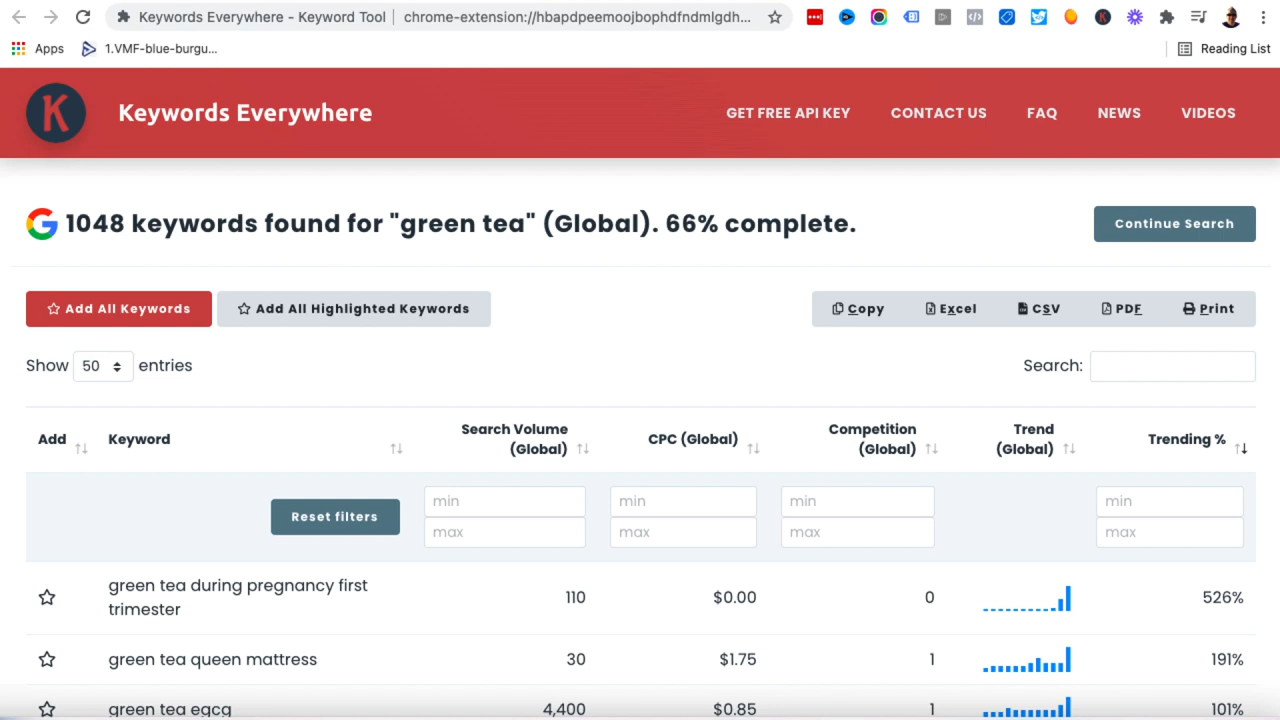 Keywords Everywhere - Keyword Tool | chrome-extension://hbapdpeemoojbophdfndmlgdh...
Apps 1.VMF-blue-burgu... Reading List
K Keywords Everywhere GET FREE API KEY CONTACT US FAQ NEWS VIDEOS
1048 keywords found for "green tea" (Global). 66% complete. Continue Search
Add All Keywords Add All Highlighted Keywords Copy Excel CSV PDF Print
Show 50 entries Search:
Add Keyword Search Volume (Global) CPC (Global) Competition (Global) Trend (Global) Trending %
Reset filters min min min min
max max max max
green tea during pregnancy first trimester 110 $0.00 0 526%
green tea queen mattress 30 $1.75 1 191%
green tea egcg 4,400 $0.85 1 101%